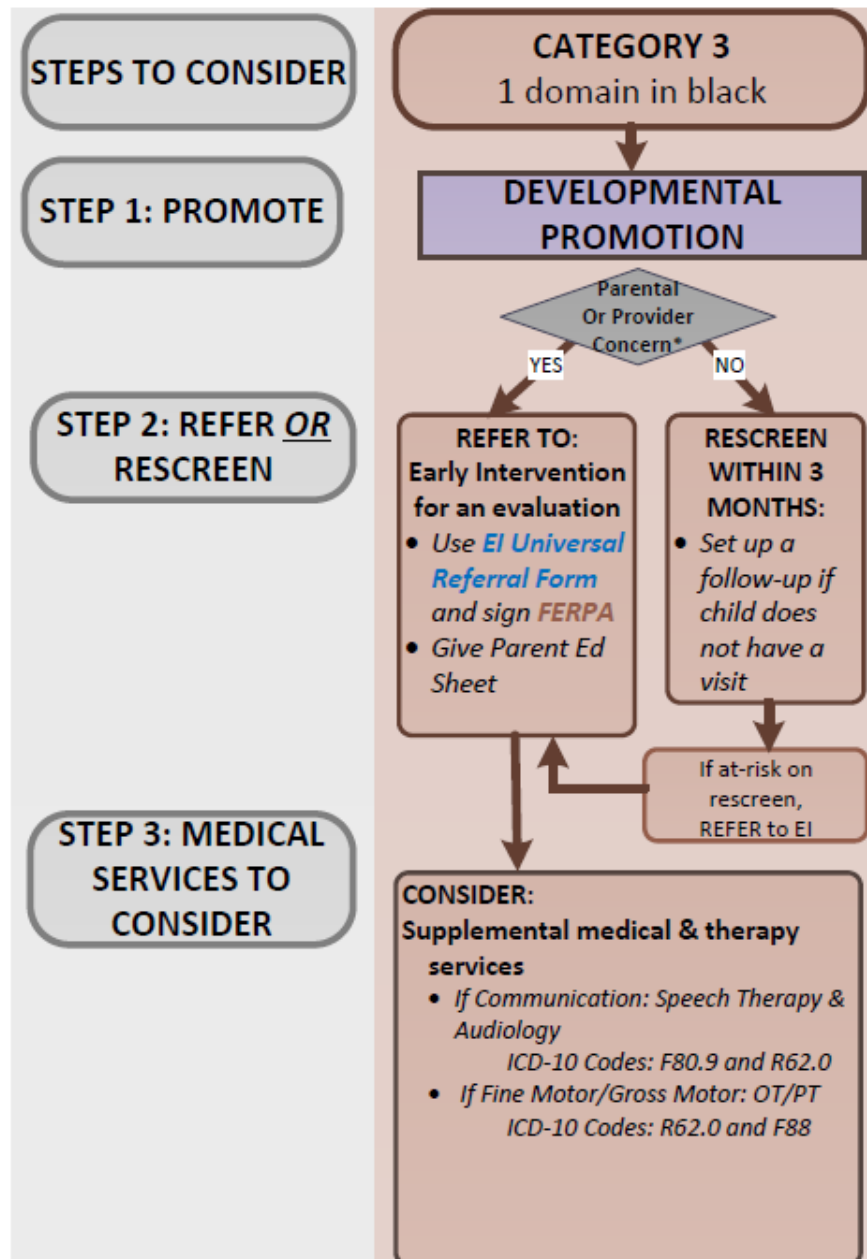 STEPS TO CONSIDER
CATEGORY 3
1 domain in black
STEP 1: PROMOTE
DEVELOPMENTAL
PROMOTION
Parental
Or Provider
Concern*
YES
NO
STEP 2: REFER OR
RESCREEN
REFER TO:
Early Intervention
for an evaluation
• Use EI Universal
Referral Form
and sign FERPA
• Give Parent Ed
Sheet
RESCREEN
WITHIN 3
MONTHS:
• Set up a
follow-up if
child does
not have a
visit
If at-risk on
rescreen,
REFER to EI
STEP 3: MEDICAL
SERVICES TO
CONSIDER
CONSIDER:
Supplemental medical & therapy
services
• If Communication: Speech Therapy &
Audiology
ICD-10 Codes: F80.9 and R62.0
• If Fine Motor/Gross Motor: OT/PT
ICD-10 Codes: R62.0 and F88